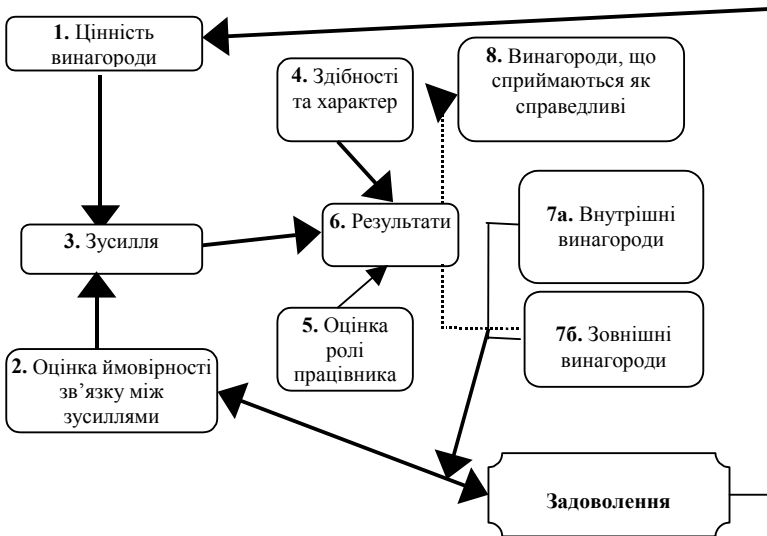 1. Цінність
винагороди
4. Здібності
та характер
8. Винагороди, що
сприймаються як
справедливі
3. Зусилля
6. Результати
7а. Внутрішні
винагороди
5. Оцінка
ролі
працівника
7б. Зовнішні
винагороди
2. Оцінка ймовірності
зв’язку між
зусиллями
Задоволення